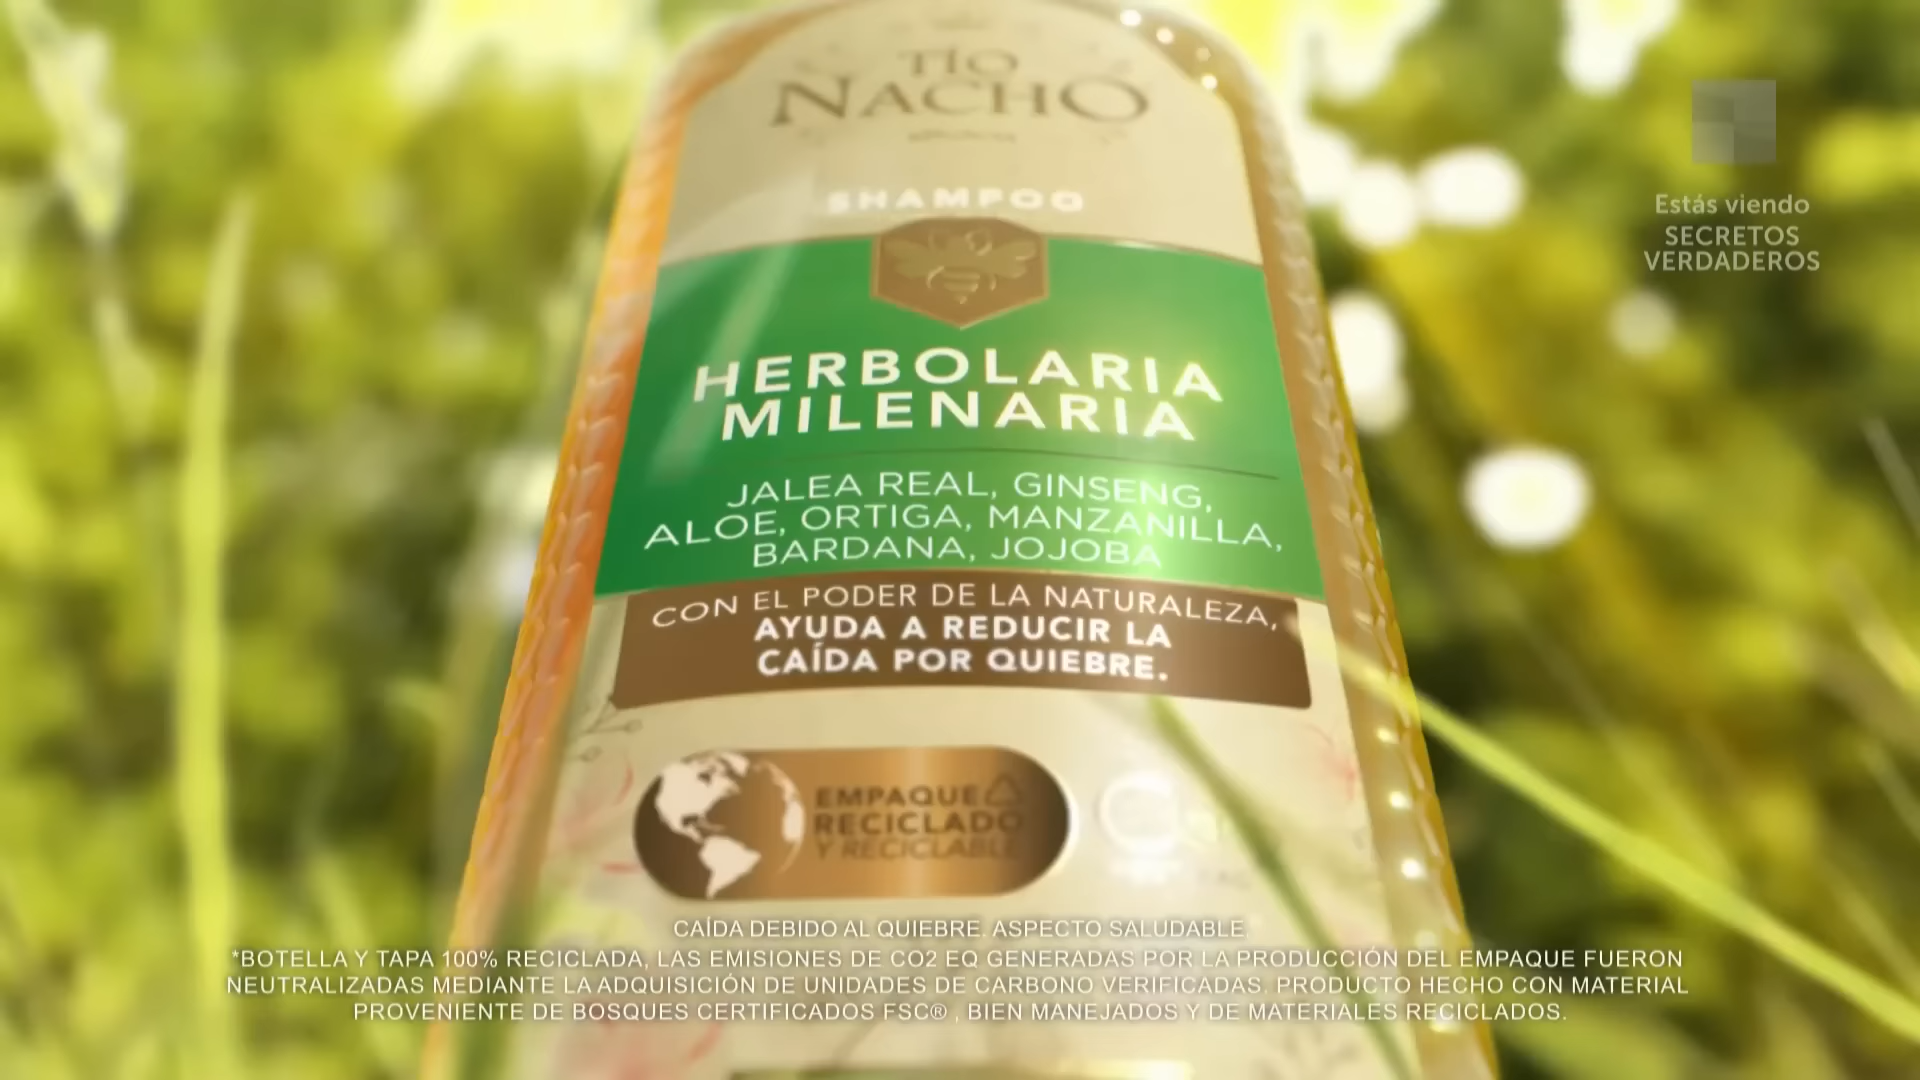 TÍO
NACHO
SHAMPOO
Estás viendo
SECRETOS
VERDADEROS
HERBOLARIA
MILENARIA
JALEA REAL, GINSENG,
ALOE, ORTIGA, MANZANILLA,
BARDANA, JOJOBA
CON EL PODER DE LA NATURALEZA,
AYUDA A REDUCIR LA
CAÍDA POR QUIEBRE.
EMPAQUE
RECICLADO
Y RECICLABLE
CAÍDA DEBIDO AL QUIEBRE. ASPECTO SALUDABLE.
*BOTELLA Y TAPA 100% RECICLADA, LAS EMISIONES DE CO2 EQ GENERADAS POR LA PRODUCCIÓN DEL EMPAQUE FUERON
NEUTRALIZADAS MEDIANTE LA ADQUISICIÓN DE UNIDADES DE CARBONO VERIFICADAS. PRODUCTO HECHO CON MATERIAL
PROVENIENTE DE BOSQUES CERTIFICADOS FSC® , BIEN MANEJADOS Y DE MATERIALES RECICLADOS.